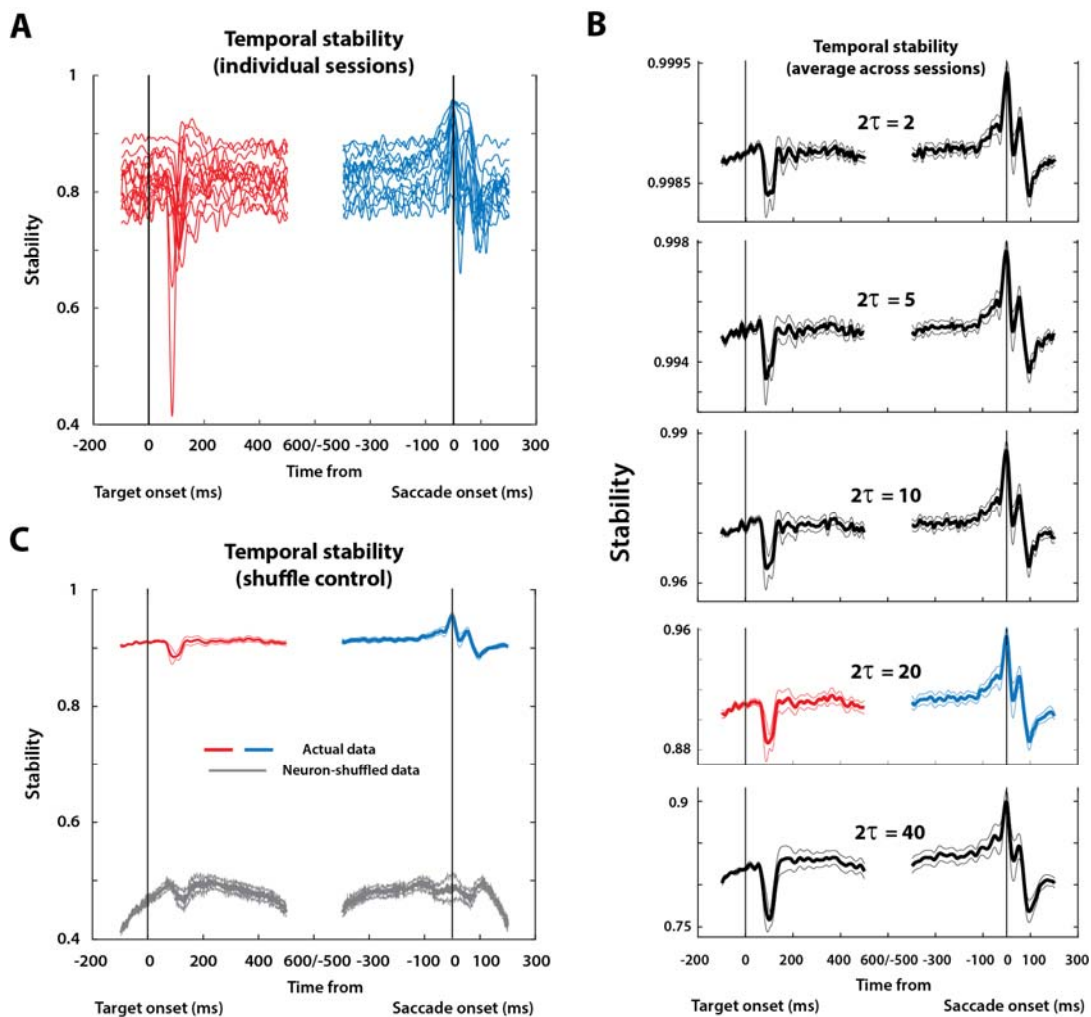 A
Temporal stability
(individual sessions)
1
0.8
0.6
0.4
Stability
-200 0 200 400 600/-500 -300 -100 0 100 300
Time from
Target onset (ms) Saccade onset (ms)
B
Temporal stability
(average across sessions)
0.9995
0.9985
2τ = 2
0.998
0.994
2τ = 5
0.99
0.96
2τ = 10
0.96
0.88
2τ = 20
0.9
0.75
2τ = 40
Stability
-200 0 200 400 600/-500 -300 -100 0 100 300
Time from
Target onset (ms) Saccade onset (ms)
C
Temporal stability
(shuffle control)
1
0.8
0.6
0.4
Stability
Actual data
Neuron-shuffled data
-200 0 200 400 600/-500 -300 -100 0 100 300
Time from
Target onset (ms) Saccade onset (ms)